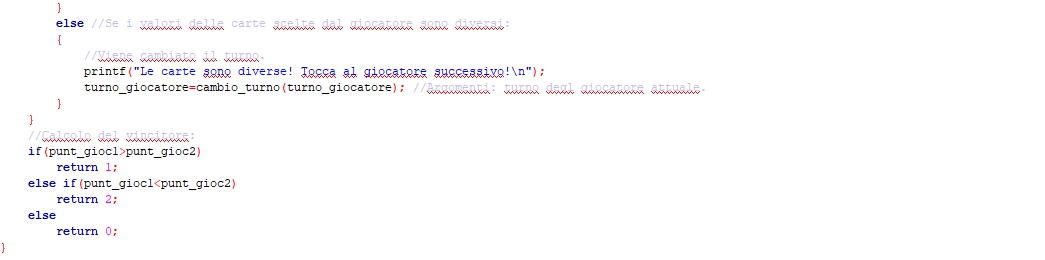 }
else //Se i valori delle carte scelte dal giocatore sono diversi:
{
//Viene cambiato il turno.
printf("Le carte sono diverse! Tocca al giocatore successivo!\n");
turno_giocatore=cambio_turno(turno_giocatore); //Argomenti: turno degl giocatore attuale.
}
}
//Calcolo del vincitore:
if(punt_gioc1>punt_gioc2)
return 1;
else if(punt_gioc1<punt_gioc2)
return 2;
else
return 0;
}